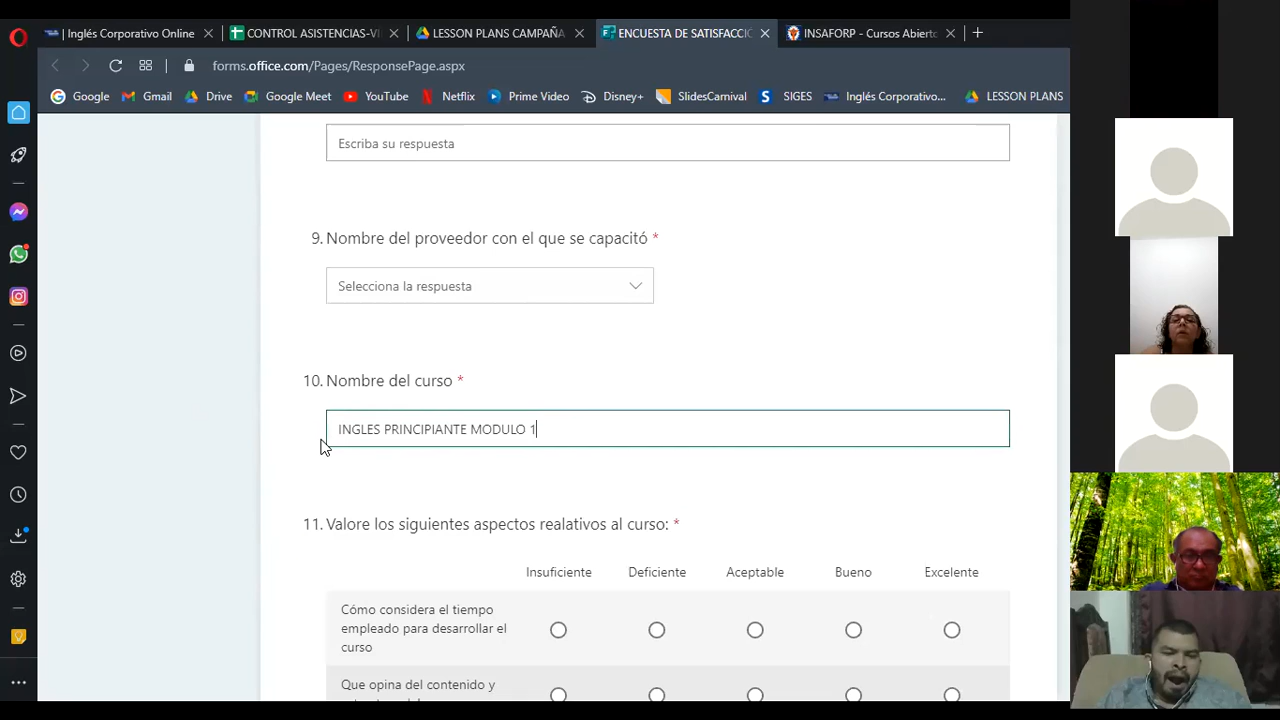 Inglés Corporativo Online
CONTROL ASISTENCIAS-VI
LESSON PLANS CAMPAÑA
ENCUESTA DE SATISFACCIÓ
INSAFORP - Cursos Abierto
forms.office.com/Pages/ResponsePage.aspx
Google
Gmail
Drive
Google Meet
YouTube
Netflix
Prime Video
Disney+
SlidesCarnival
SIGES
Inglés Corporativo...
LESSON PLANS
Escriba su respuesta
9. Nombre del proveedor con el que se capacitó *
Selecciona la respuesta
10. Nombre del curso *
INGLES PRINCIPIANTE MODULO 1
11. Valore los siguientes aspectos realativos al curso: *
Insuficiente Deficiente Aceptable Bueno Excelente
Cómo considera el tiempo
empleado para desarrollar el
curso
Que opina del contenido y